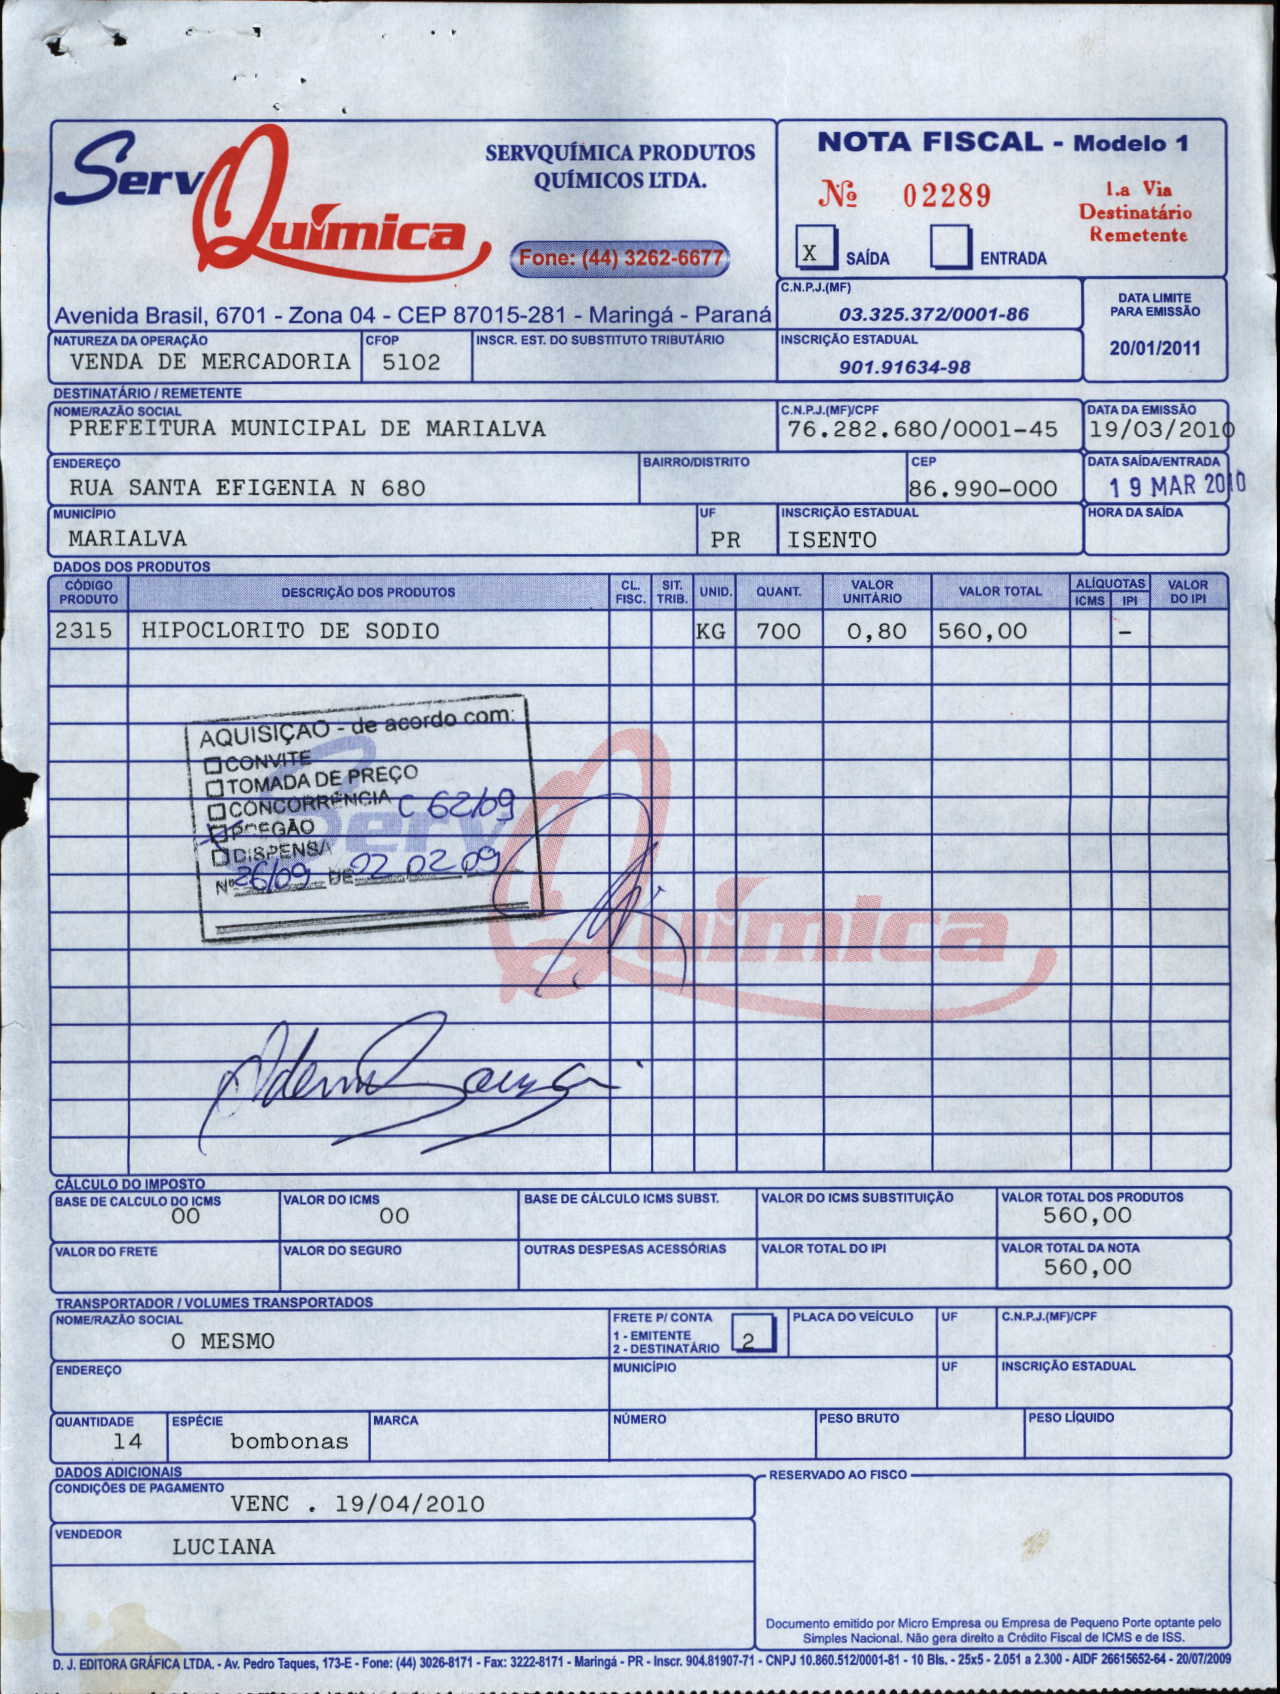 Serv Química
SERVQUÍMICA PRODUTOS
QUÍMICOS LTDA.
Fone: (44) 3262-6677
Avenida Brasil, 6701 - Zona 04 - CEP 87015-281 - Maringá - Paraná
NOTA FISCAL - Modelo 1
Nº 02289
1.a Via
Destinatário
Remetente
X SAÍDA ENTRADA
C.N.P.J.(MF)
03.325.372/0001-86
DATA LIMITE
PARA EMISSÃO
20/01/2011
NATUREZA DA OPERAÇÃO CFOP INSCR. EST. DO SUBSTITUTO TRIBUTÁRIO INSCRIÇÃO ESTADUAL
VENDA DE MERCADORIA 5102 901.91634-98
DESTINATÁRIO / REMETENTE
NOME/RAZÃO SOCIAL C.N.P.J.(MF)/CPF DATA DA EMISSÃO
PREFEITURA MUNICIPAL DE MARIALVA 76.282.680/0001-45 19/03/2010
ENDEREÇO BAIRRO/DISTRITO CEP DATA SAÍDA/ENTRADA
RUA SANTA EFIGENIA N 680 86.990-000 19 MAR 2010
MUNICÍPIO UF INSCRIÇÃO ESTADUAL HORA DA SAÍDA
MARIALVA PR ISENTO
DADOS DOS PRODUTOS
CÓDIGO PRODUTO DESCRIÇÃO DOS PRODUTOS CL. FISC. SIT. TRIB. UNID. QUANT. VALOR UNITÁRIO VALOR TOTAL ALÍQUOTAS ICMS IPI VALOR DO IPI
2315 HIPOCLORITO DE SODIO KG 700 0,80 560,00 -
AQUISIÇÃO - de acordo com:
CONVITE
TOMADA DE PREÇO
CONCORRÊNCIA C 62/09
PREGÃO
DISPENSA
Nº 26/09 DE 22 02 09
Serv Química
CÁLCULO DO IMPOSTO
BASE DE CALCULO DO ICMS VALOR DO ICMS BASE DE CÁLCULO ICMS SUBST. VALOR DO ICMS SUBSTITUIÇÃO VALOR TOTAL DOS PRODUTOS
00 00 560,00
VALOR DO FRETE VALOR DO SEGURO OUTRAS DESPESAS ACESSÓRIAS VALOR TOTAL DO IPI VALOR TOTAL DA NOTA
560,00
TRANSPORTADOR / VOLUMES TRANSPORTADOS
NOME/RAZÃO SOCIAL FRETE P/ CONTA PLACA DO VEÍCULO UF C.N.P.J.(MF)/CPF
O MESMO 1 - EMITENTE
2 - DESTINATÁRIO 2
ENDEREÇO MUNICÍPIO UF INSCRIÇÃO ESTADUAL
QUANTIDADE ESPÉCIE MARCA NÚMERO PESO BRUTO PESO LÍQUIDO
14 bombonas
DADOS ADICIONAIS
CONDIÇÕES DE PAGAMENTO
VENC . 19/04/2010
VENDEDOR
LUCIANA
RESERVADO AO FISCO
Documento emitido por Micro Empresa ou Empresa de Pequeno Porte optante pelo
Simples Nacional. Não gera direito a Crédito Fiscal de ICMS e de ISS.
D. J. EDITORA GRÁFICA LTDA. - Av. Pedro Taques, 173-E - Fone: (44) 3026-8171 - Fax: 3222-8171 - Maringá - PR - Inscr. 904.81907-71 - CNPJ 10.860.512/0001-81 - 10 Bls. - 25x5 - 2.051 a 2.300 - AIDF 26615652-64 - 20/07/2009